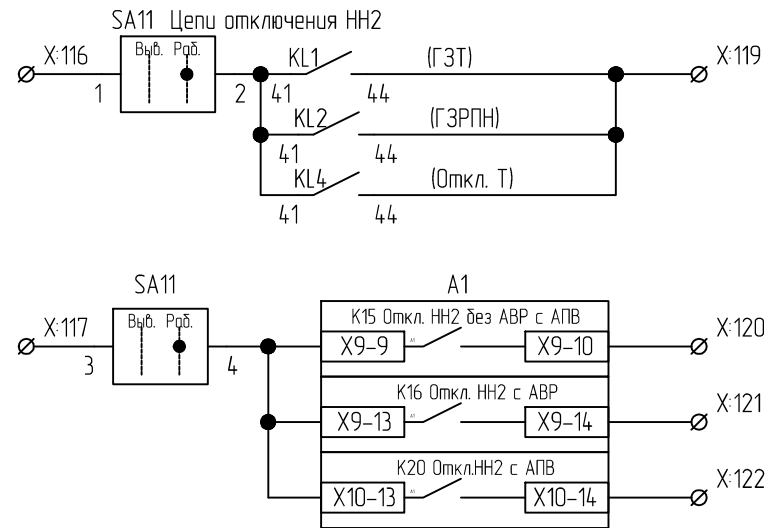 SA11 Цепи отключения НН2
X:116
Выв. Раб.
KL1
(ГЗТ)
X:119
1
2
41
44
KL2
(ГЗРПН)
41
44
KL4
(Откл. Т)
41
44
SA11
A1
X:117
Выв. Раб.
K15 Откл. НН2 без АВР с АПВ
X:120
3
4
X9-9
A1
X9-10
K16 Откл. НН2 с АВР
X:121
X9-13
A1
X9-14
K20 Откл.НН2 с АПВ
X:122
X10-13
A1
X10-14